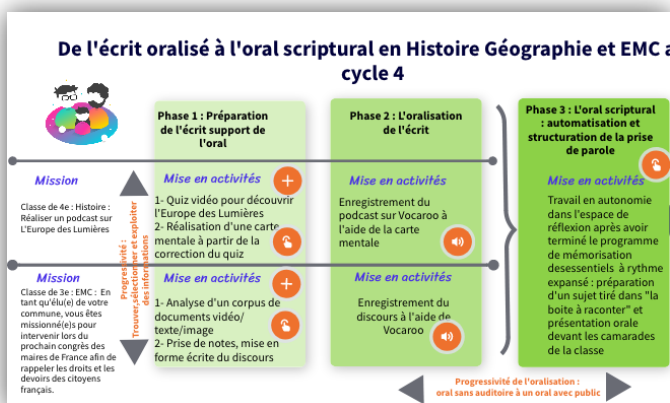 De l'écrit oralisé à l'oral scriptural en Histoire Géographie et EMC a
cycle 4
Phase 1 : Préparation
de l'écrit support de
l'oral
Phase 2 : L'oralisation
de l'écrit
Phase 3 : L'oral scriptural
: automatisation et
structuration de la prise
de parole
Mission
Classe de 4e : Histoire :
Réaliser un podcast sur
L'Europe des Lumières
Progressivité :
Trouver,sélectionner et exploiter
des informations
Mise en activités
1- Quiz vidéo pour découvrir
l'Europe des Lumières
2- Réalisation d'une carte
mentale à partir de la
correction du quiz
Mise en activités
Enregistrement du
podcast sur Vocaroo à
l'aide de la carte
mentale
Mise en activités
Travail en autonomie
dans l'espace de
réflexion après avoir
terminé le programme
de mémorisation
desessentiels à rythme
expansé : préparation
d'un sujet tiré dans "la
boite à raconter" et
présentation orale
devant les camarades
de la classe
Mission
Classe de 3e : EMC : En
tant qu'élu(e) de votre
commune, vous êtes
missionné(e)s pour
intervenir lors du
prochain congrès des
maires de France afin de
rappeler les droits et les
devoirs des citoyens
français.
Mise en activités
1- Analyse d'un corpus de
documents vidéo/
texte/image
2- Prise de notes, mise en
forme écrite du discours
Mise en activités
Enregistrement du
discours à l'aide de
Vocaroo
Progressivité de l'oralisation :
oral sans auditoire à un oral avec public